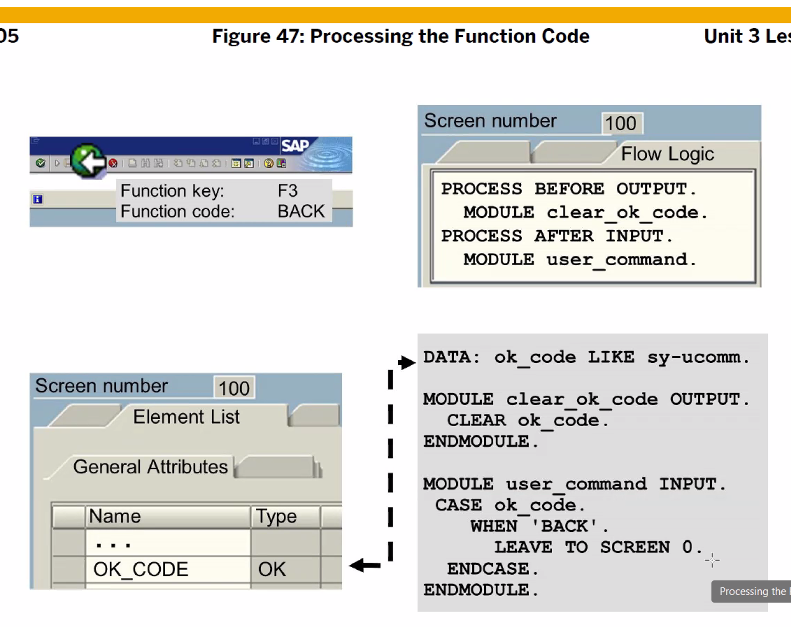 05
Figure 47: Processing the Function Code
Unit 3 Les
SAP
Function key: F3
Function code: BACK
Screen number 100
Flow Logic
PROCESS BEFORE OUTPUT.
MODULE clear_ok_code.
PROCESS AFTER INPUT.
MODULE user_command.
Screen number 100
Element List
General Attributes
Name Type
...
OK_CODE OK
DATA: ok_code LIKE sy-ucomm.
MODULE clear_ok_code OUTPUT.
CLEAR ok_code.
ENDMODULE.
MODULE user_command INPUT.
CASE ok_code.
WHEN 'BACK'.
LEAVE TO SCREEN 0.
ENDCASE.
ENDMODULE.
Processing the